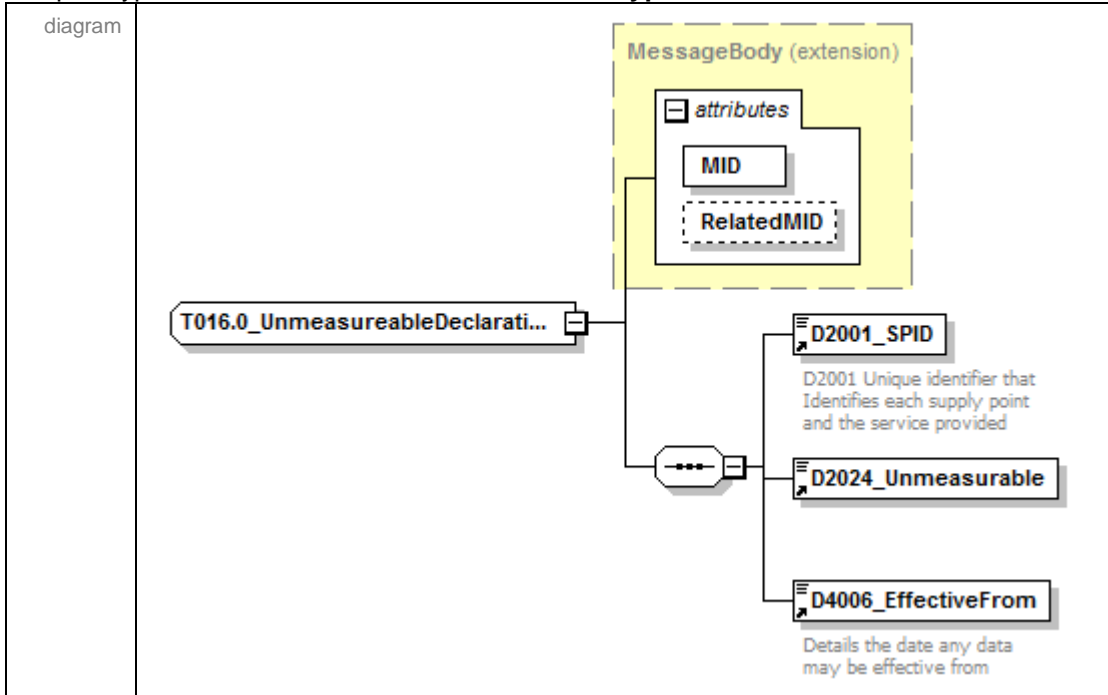 diagram
MessageBody (extension)
attributes
MID
RelatedMID
T016.0_UnmeasureableDeclarati...
D2001_SPID
D2001 Unique identifier that
Identifies each supply point
and the service provided
D2024_Unmeasurable
D4006_EffectiveFrom
Details the date any data
may be effective from